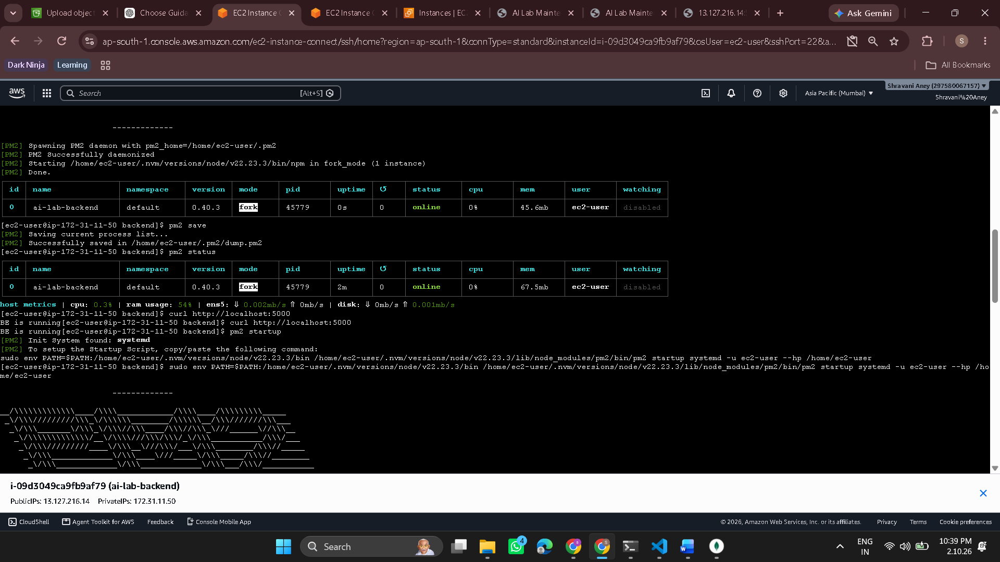 Upload object
Choose Guida
EC2 Instance C
EC2 Instance C
Instances | EC
AI Lab Mainte
AI Lab Mainte
13.127.216.14:
Ask Gemini
ap-south-1.console.aws.amazon.com/ec2-instance-connect/ssh/home?region=ap-south-1&connType=standard&instanceId=i-09d3049ca9fb9af79&osUser=ec2-user&sshPort=22&a...
S
Dark Ninja
Learning
All Bookmarks
aws
Search
[Alt+S]
Asia Pacific (Mumbai)
Shravani Aney (297580067157)
Shravani%20Aney
-------------
[PM2] Spawning PM2 daemon with pm2_home=/home/ec2-user/.pm2
[PM2] PM2 Successfully daemonized
[PM2] Starting /home/ec2-user/.nvm/versions/node/v22.23.3/bin/npm in fork_mode (1 instance)
[PM2] Done.
id name namespace version mode pid uptime ↺ status cpu mem user watching
0 ai-lab-backend default 0.40.3 fork 45779 0s 0 online 0% 45.6mb ec2-user disabled
[ec2-user@ip-172-31-11-50 backend]$ pm2 save
[PM2] Saving current process list...
[PM2] Successfully saved in /home/ec2-user/.pm2/dump.pm2
[ec2-user@ip-172-31-11-50 backend]$ pm2 status
id name namespace version mode pid uptime ↺ status cpu mem user watching
0 ai-lab-backend default 0.40.3 fork 45779 2m 0 online 0% 67.5mb ec2-user disabled
host metrics | cpu: 0.3% | ram usage: 54% | ens5: ⇓ 0.002mb/s ⇑ 0mb/s | disk: ⇓ 0mb/s ⇑ 0.001mb/s
[ec2-user@ip-172-31-11-50 backend]$ curl http://localhost:5000
BE is running[ec2-user@ip-172-31-11-50 backend]$ curl http://localhost:5000
BE is running[ec2-user@ip-172-31-11-50 backend]$ pm2 startup
[PM2] Init System found: systemd
[PM2] To setup the Startup Script, copy/paste the following command:
sudo env PATH=$PATH:/home/ec2-user/.nvm/versions/node/v22.23.3/bin /home/ec2-user/.nvm/versions/node/v22.23.3/lib/node_modules/pm2/bin/pm2 startup systemd -u ec2-user --hp /home/ec2-user
[ec2-user@ip-172-31-11-50 backend]$ sudo env PATH=$PATH:/home/ec2-user/.nvm/versions/node/v22.23.3/bin /home/ec2-user/.nvm/versions/node/v22.23.3/lib/node_modules/pm2/bin/pm2 startup systemd -u ec2-user --hp /ho
me/ec2-user
-------------
i-09d3049ca9fb9af79 (ai-lab-backend)
PublicIPs: 13.127.216.14 PrivateIPs: 172.31.11.50
CloudShell
Agent Toolkit for AWS
Feedback
Console Mobile App
© 2026, Amazon Web Services, Inc. or its affiliates.
Privacy
Terms
Cookie preferences
Search
4
ENG
IN
10:39 PM
2.10.26